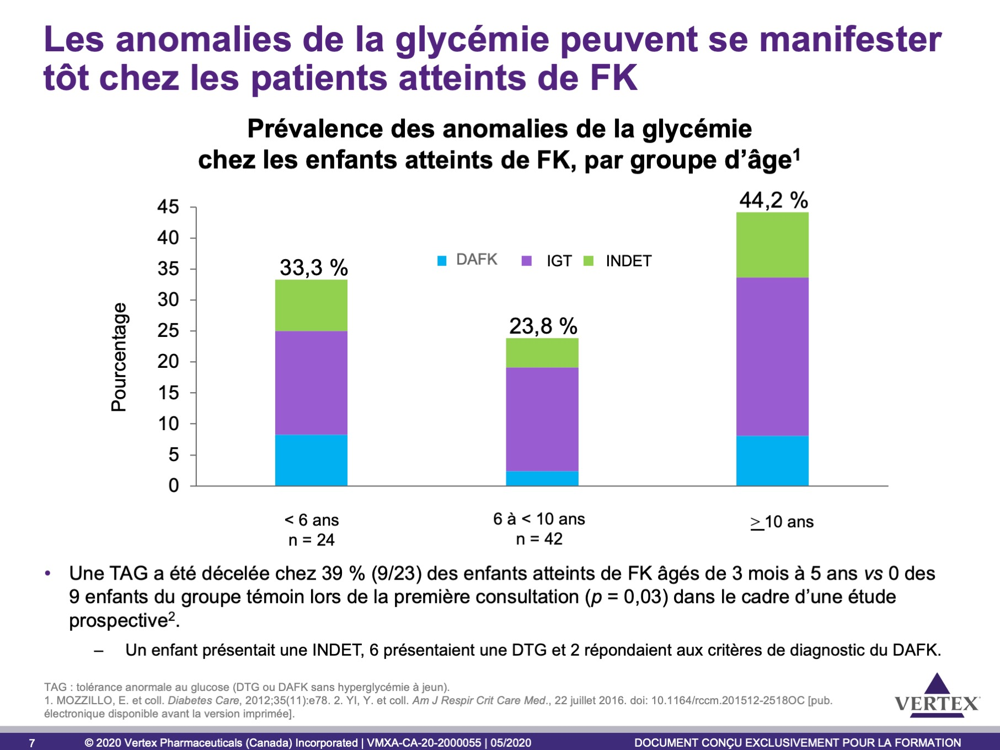 Les anomalies de la glycémie peuvent se manifester
tôt chez les patients atteints de FK
Prévalence des anomalies de la glycémie
chez les enfants atteints de FK, par groupe d’âge¹
Pourcentage
45
40
35
30
25
20
15
10
5
0
33,3 %
23,8 %
44,2 %
DAFK IGT INDET
< 6 ans
n = 24
6 à < 10 ans
n = 42
≥ 10 ans
• Une TAG a été décelée chez 39 % (9/23) des enfants atteints de FK âgés de 3 mois à 5 ans vs 0 des
9 enfants du groupe témoin lors de la première consultation (p = 0,03) dans le cadre d’une étude
prospective².
– Un enfant présentait une INDET, 6 présentaient une DTG et 2 répondaient aux critères de diagnostic du DAFK.
TAG : tolérance anormale au glucose (DTG ou DAFK sans hyperglycémie à jeun).
1. MOZZILLO, E. et coll. Diabetes Care, 2012;35(11):e78. 2. YI, Y. et coll. Am J Respir Crit Care Med., 22 juillet 2016. doi: 10.1164/rccm.201512-2518OC [pub.
électronique disponible avant la version imprimée].
VERTEX
7 © 2020 Vertex Pharmaceuticals (Canada) Incorporated | VMXA-CA-20-2000055 | 05/2020 DOCUMENT CONÇU EXCLUSIVEMENT POUR LA FORMATION